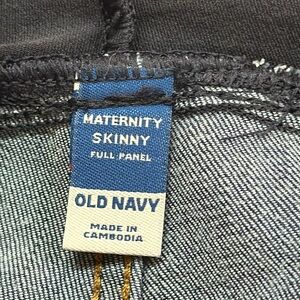 MATERNITY
SKINNY
FULL PANEL
OLD NAVY
MADE IN
CAMBODIA